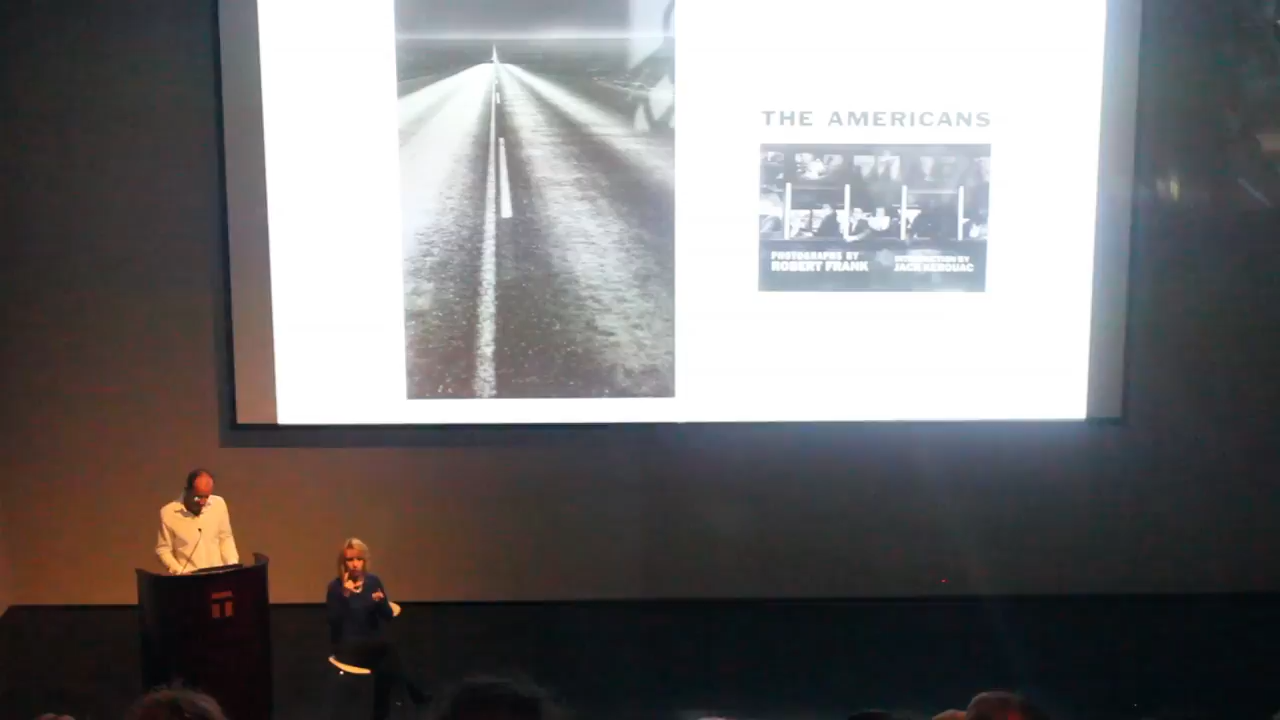 THE AMERICANS
PHOTOGRAPHS BY
ROBERT FRANK
INTRODUCTION BY
JACK KEROUAC